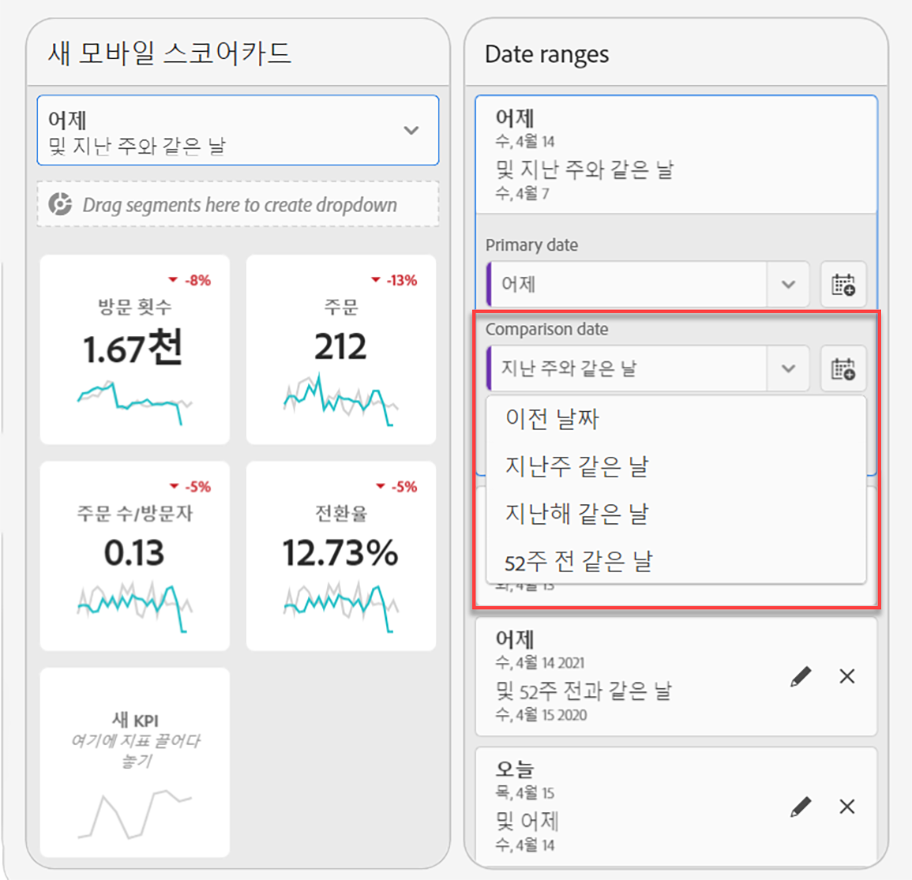 새 모바일 스코어카드
어제
및 지난 주와 같은 날
Drag segments here to create dropdown
-8%
방문 횟수
1.67천
-13%
주문
212
-5%
주문 수/방문자
0.13
-5%
전환율
12.73%
새 KPI
여기에 지표 끌어다
놓기
Date ranges
어제
수, 4월 14
및 지난 주와 같은 날
수, 4월 7
Primary date
어제
Comparison date
지난 주와 같은 날
이전 날짜
지난주 같은 날
지난해 같은 날
52주 전 같은 날
화, 4월 13
어제
수, 4월 14 2021
및 52주 전과 같은 날
수, 4월 15 2020
오늘
목, 4월 15
및 어제
수, 4월 14